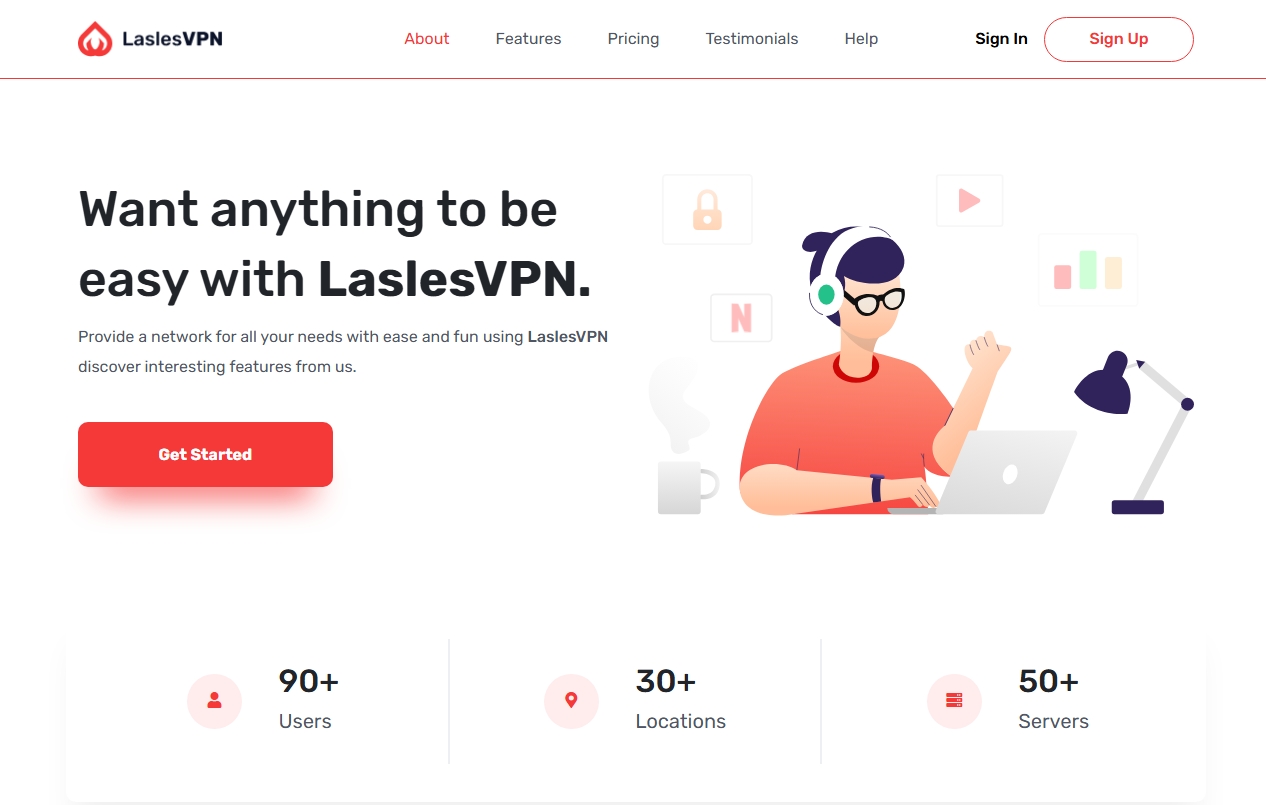 LaslesVPN
About
Features
Pricing
Testimonials
Help
Sign In
Sign Up
Want anything to be
easy with LaslesVPN.
Provide a network for all your needs with ease and fun using LaslesVPN
discover interesting features from us.
Get Started
N
90+
Users
30+
Locations
50+
Servers